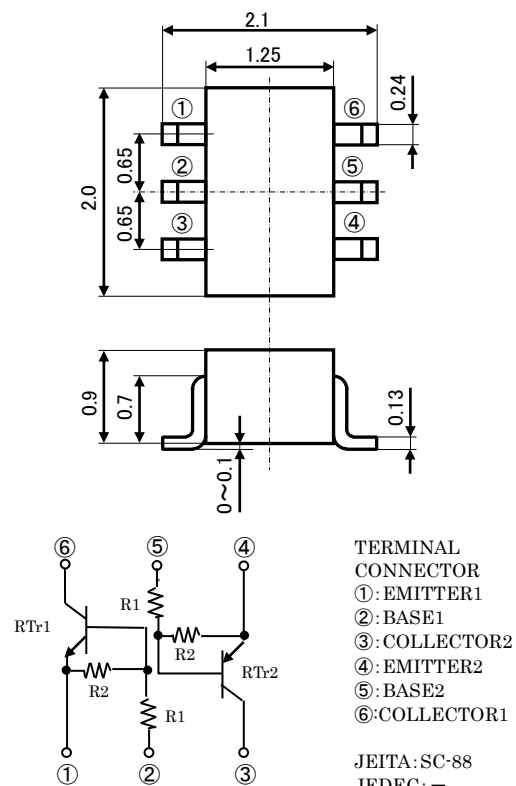 2.1
1.25
①
⑥
0.24
0.65
②
⑤
2.0
0.65
③
④
0.9
0.7
0.13
0～0.1
⑥
⑤
④
R1
RTr1
R2
RTr2
R2
R1
①
②
③
TERMINAL
CONNECTOR
①:EMITTER1
②:BASE1
③:COLLECTOR2
④:EMITTER2
⑤:BASE2
⑥:COLLECTOR1
JEITA:SC-88
JEDEC:－